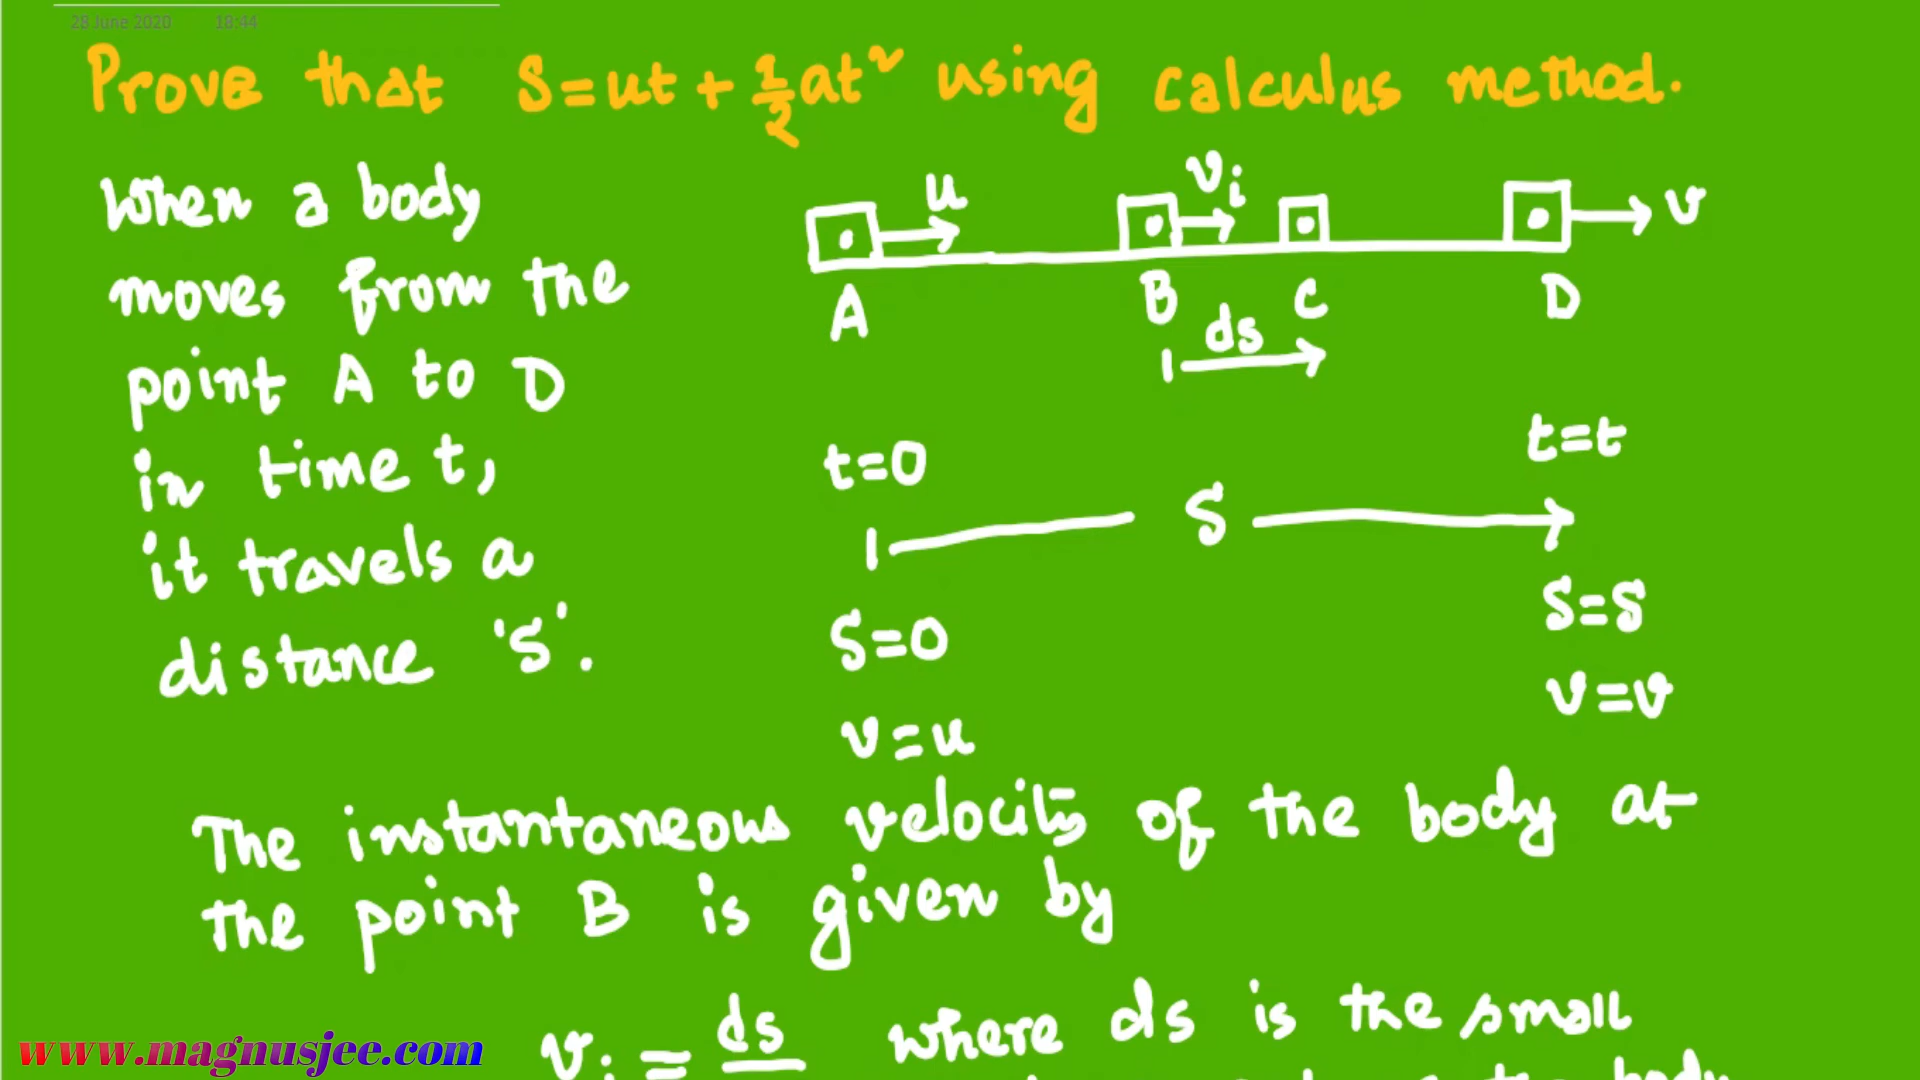 28 June 2020 18:44
Prove that S=ut+½at² using calculus method.
When a body
moves from the
point A to D
in time t,
it travels a
distance 'S'.
u vᵢ v
A B C D
ds
t=0 t=t
S
S=0 S=S
v=u v=v
The instantaneous velocity of the body at
the point B is given by
vᵢ = ds where ds is the small
body
www.magnusjee.com